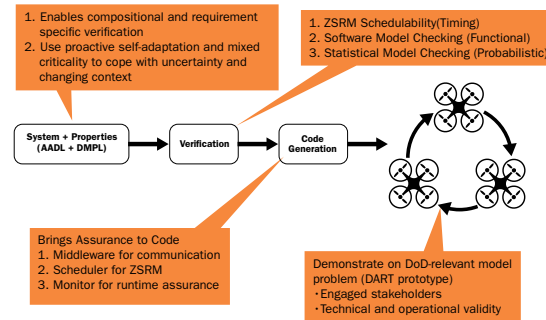 1. Enables compositional and requirement
specific verification
2. Use proactive self-adaptation and mixed
criticality to cope with uncertainty and
changing context
1. ZSRM Schedulability(Timing)
2. Software Model Checking (Functional)
3. Statistical Model Checking (Probabilistic)
System + Properties
(AADL + DMPL)
Verification
Code
Generation
Brings Assurance to Code
1. Middleware for communication
2. Scheduler for ZSRM
3. Monitor for runtime assurance
Demonstrate on DoD-relevant model
problem (DART prototype)
·Engaged stakeholders
·Technical and operational validity